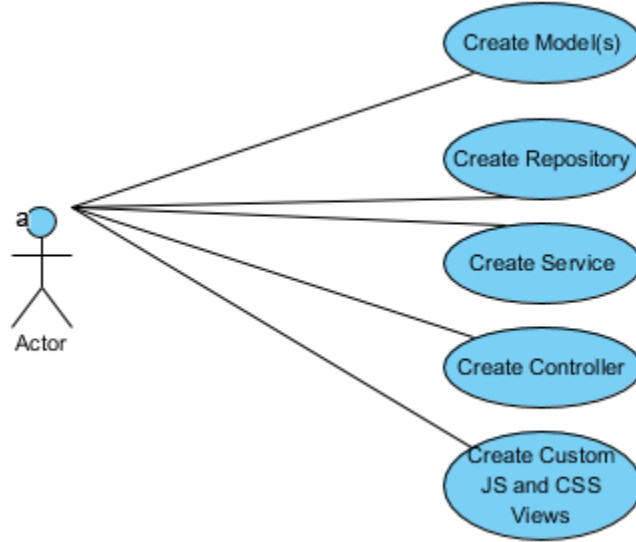 Create Model(s)
Create Repository
a
Create Service
Actor
Create Controller
Create Custom
JS and CSS
Views